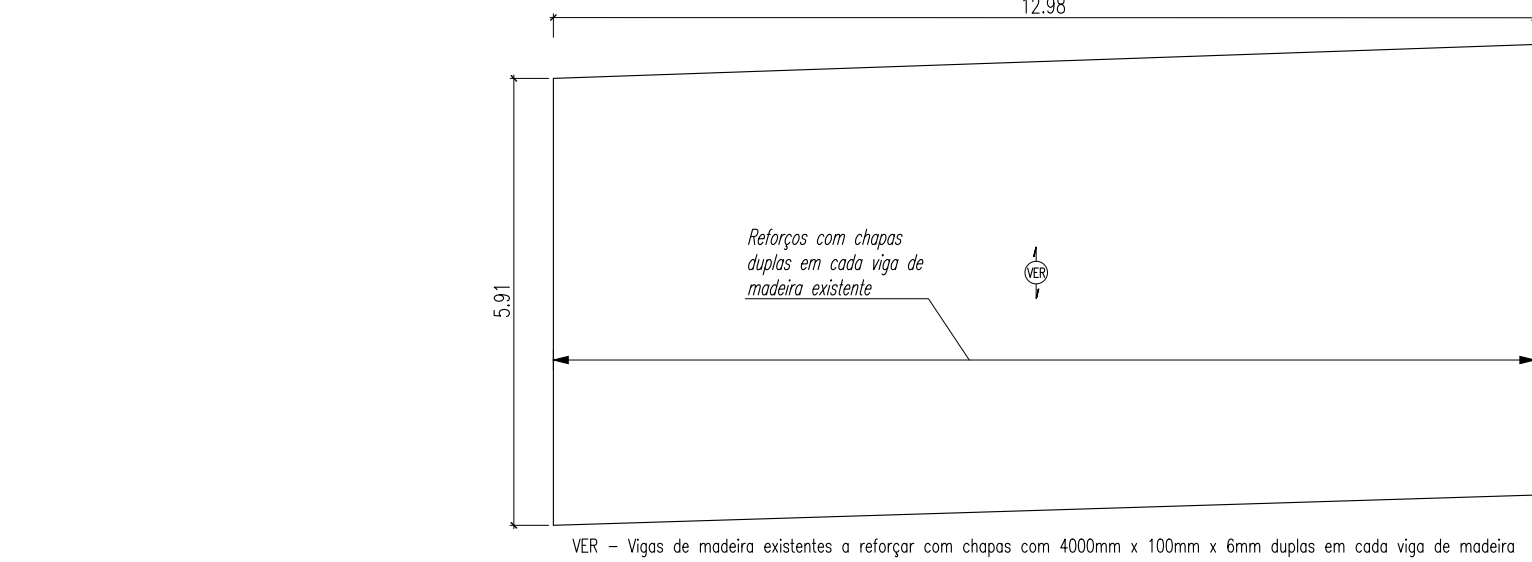 12.98
Reforços com chapas
duplas em cada viga de
madeira existente
VER
5.91
VER – Vigas de madeira existentes a reforçar com chapas com 4000mm x 100mm x 6mm duplas em cada viga de madeira